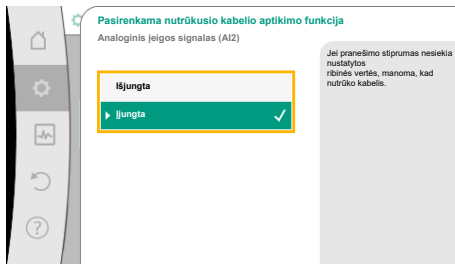 Pasirenkama nutrūkusio kabelio aptikimo funkcija
Analoginis įeigos signalas (AI2)
Jei pranešimo stiprumas nesiekia
nustatytos
ribinės vertės, manoma, kad
nutrūko kabelis.
Išjungta
Įjungta
?